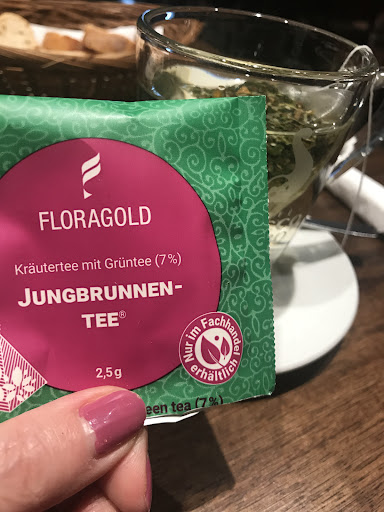 FLORAGOLD
Kräutertee mit Grüntee (7%)
JUNGBRUNNEN-
TEE®
2,5g
Nur im Fachhandel
erhältlich
een tea (7%)